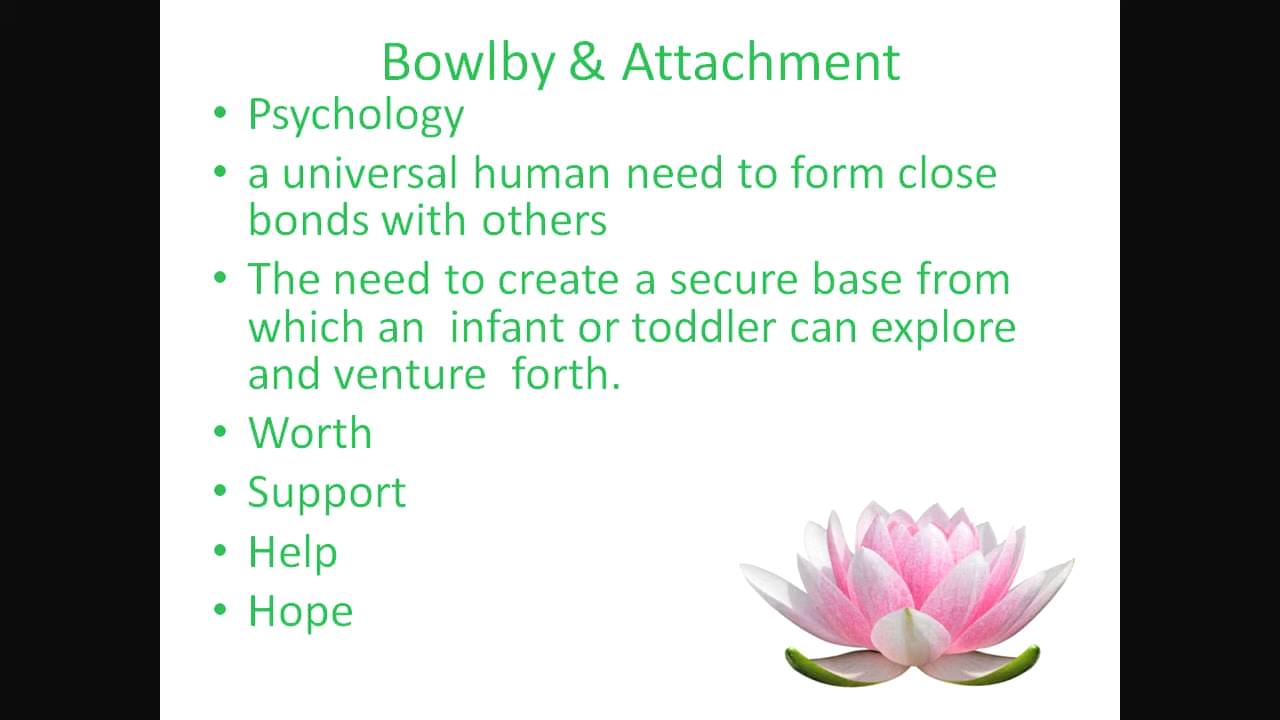 Bowlby & Attachment
• Psychology
• a universal human need to form close
bonds with others
• The need to create a secure base from
which an  infant or toddler can explore
and venture  forth.
• Worth
• Support
• Help
• Hope